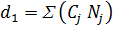 d₁ = Σ(Cⱼ Nⱼ)